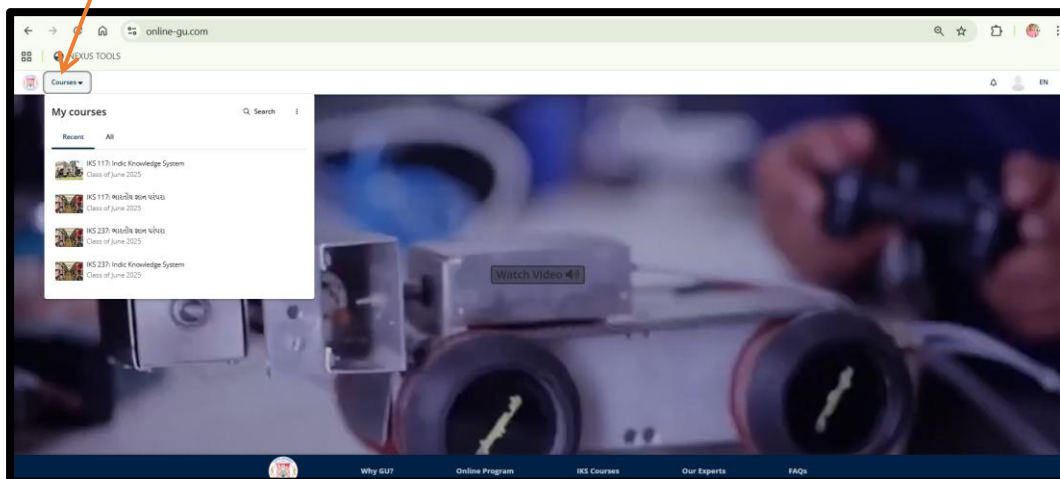 online-gu.com
NEXUS TOOLS
Courses
EN
My courses
Search
Recent All
IKS 117: Indic Knowledge System
Class of June 2025
IKS 117: ભારતીય જ્ઞાન પરંપરા
Class of June 2025
IKS 237: ભારતીય જ્ઞાન પરંપરા
Class of June 2025
IKS 237: Indic Knowledge System
Class of June 2025
Watch Video
Why GU? Online Program IKS Courses Our Experts FAQs